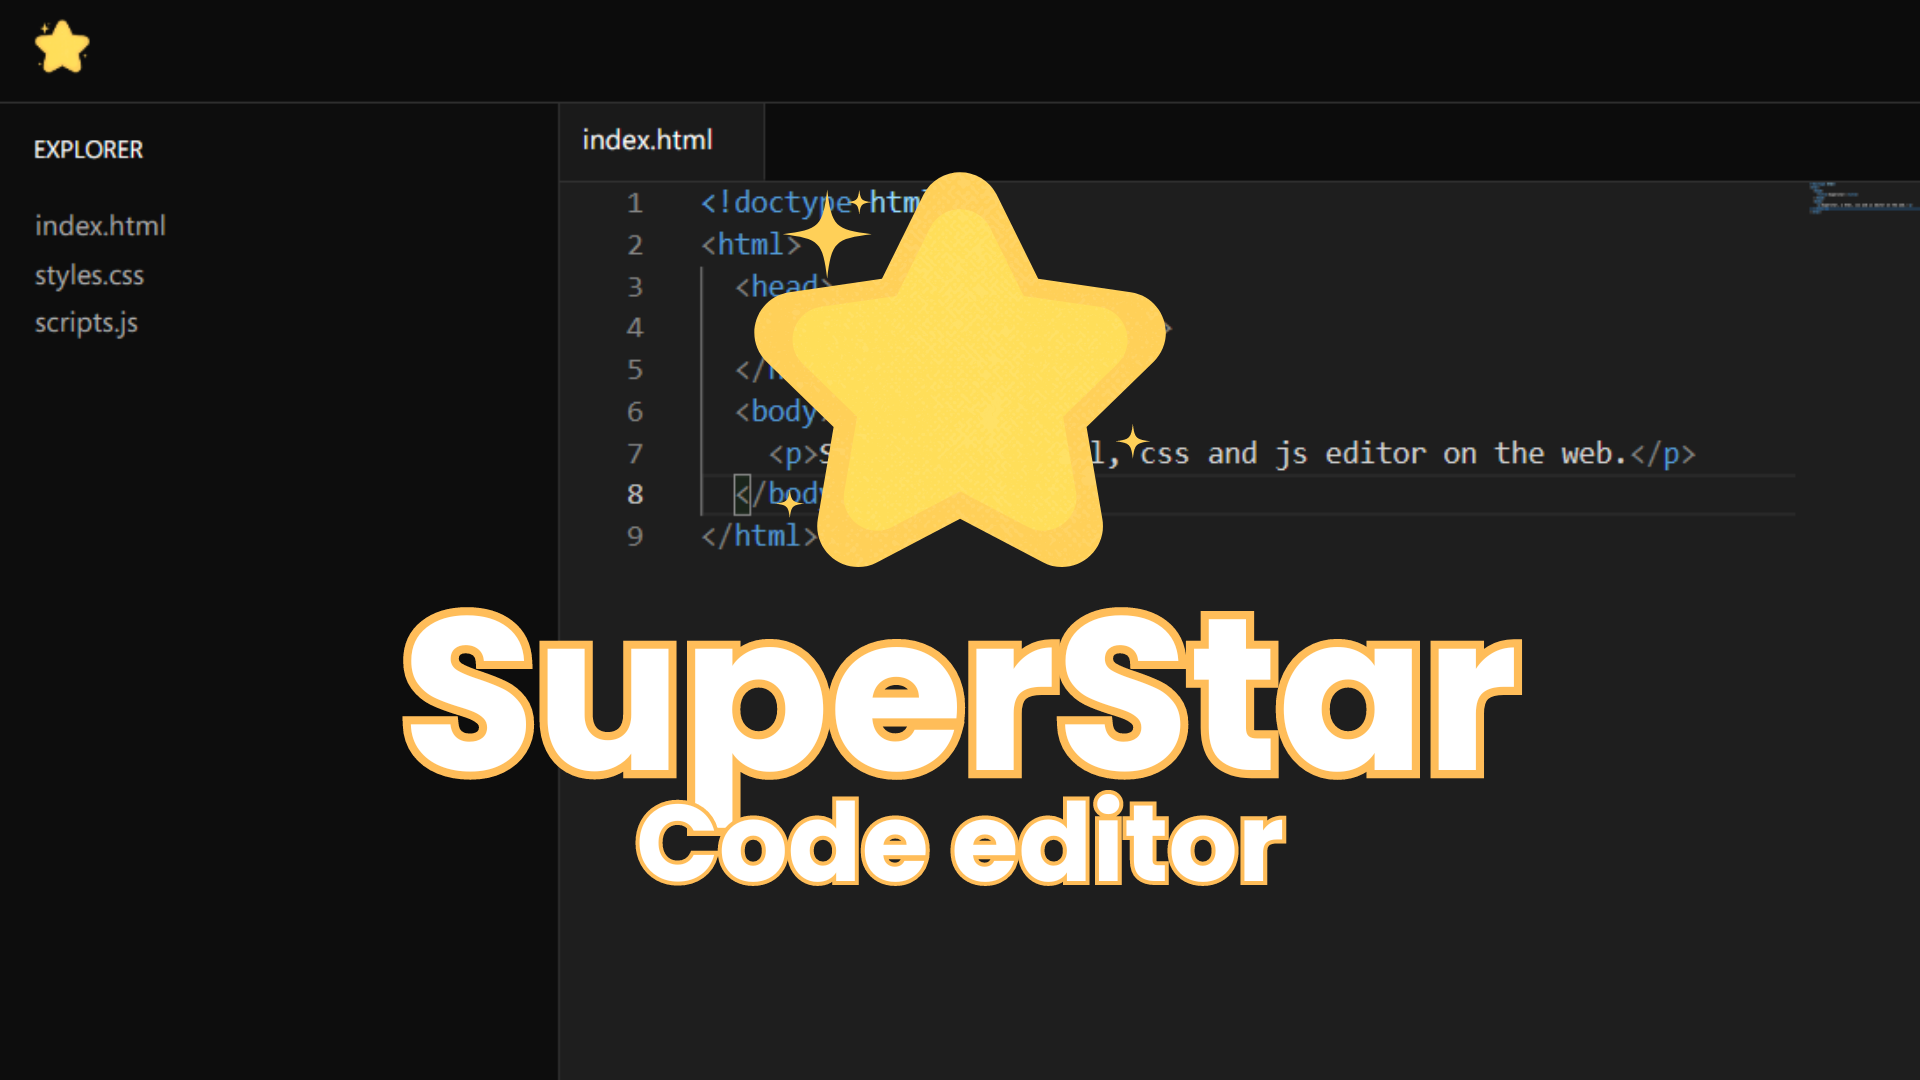 EXPLORER
index.html
styles.css
scripts.js
index.html
1 <!doctype
2 <html>
3 <head>
4
5 </
6 <body
7 <p> css and js editor on the web.</p>
8 </body
9 </html>
SuperStar
Code editor